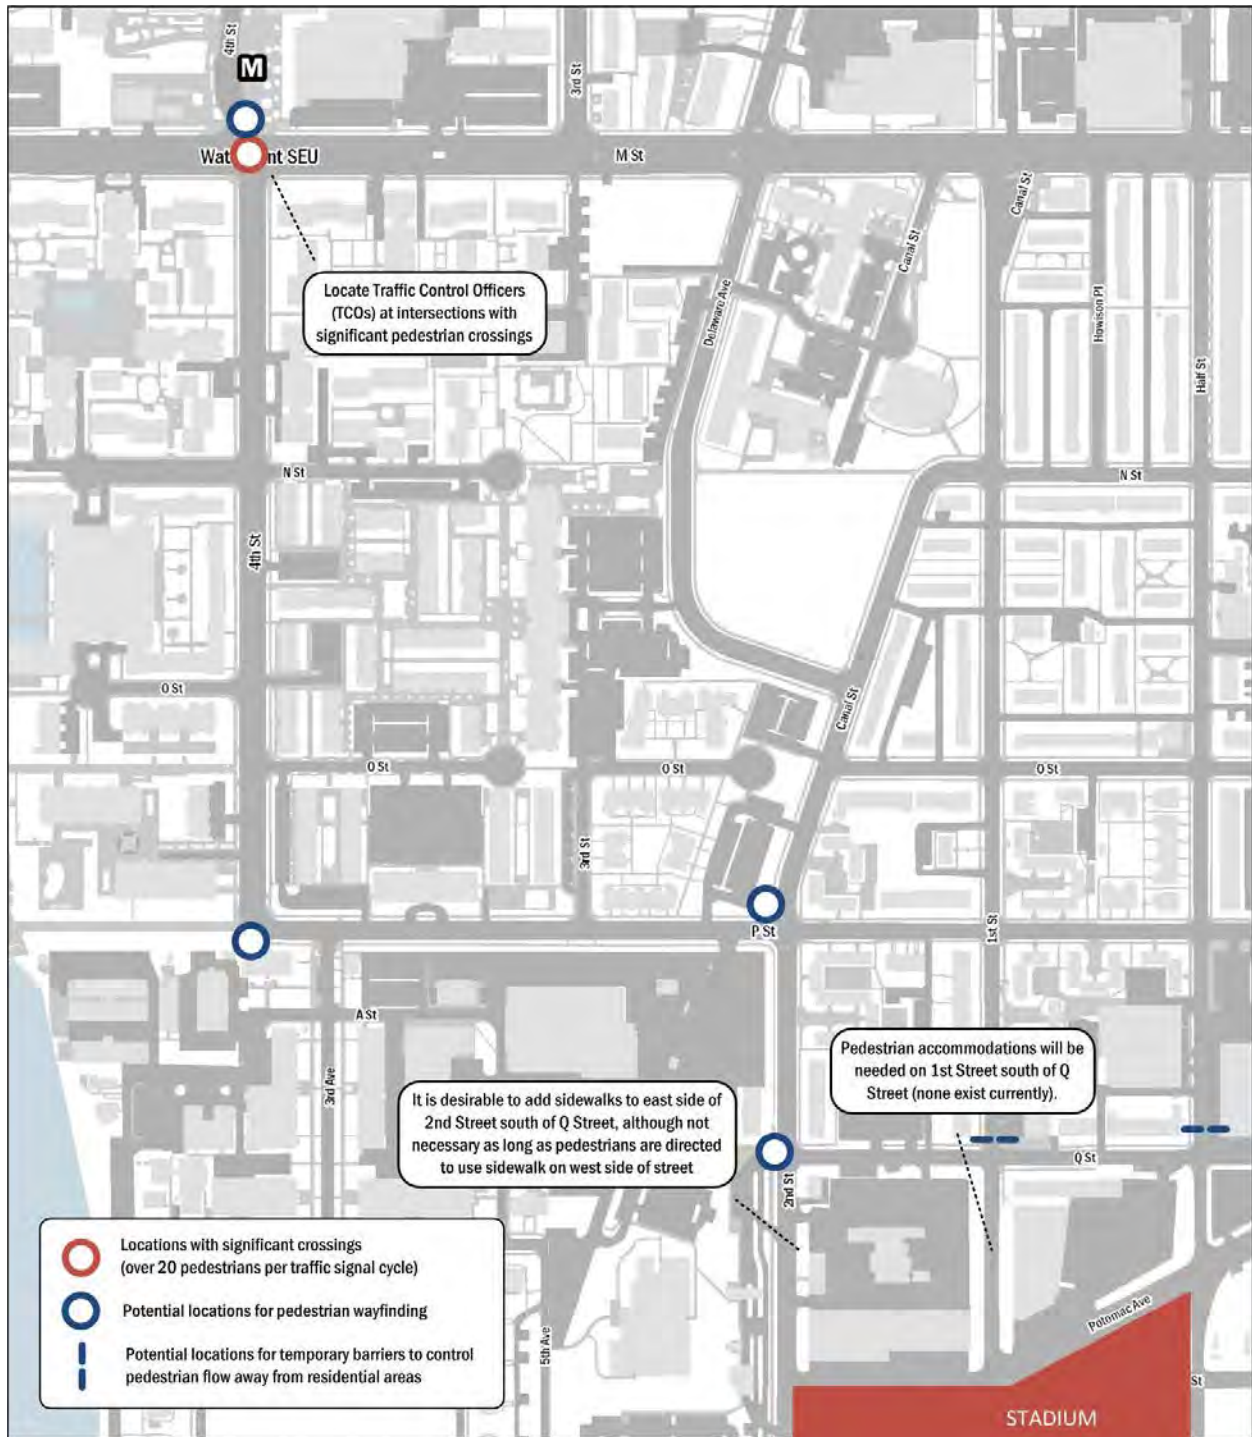 4th St
M
3rd St
Wat nt SEU
M St
Canal St
Canal St
Delaware Ave
Howison Pl
Half St
Locate Traffic Control Officers
(TCOs) at intersections with
significant pedestrian crossings
N St
N St
4th St
O St
Canal St
O St
O St
O St
3rd St
P St
1st St
A St
3rd Ave
Pedestrian accommodations will be
needed on 1st Street south of Q
Street (none exist currently).
It is desirable to add sidewalks to east side of
2nd Street south of Q Street, although not
necessary as long as pedestrians are directed
to use sidewalk on west side of street
Q St
2nd St
Locations with significant crossings
(over 20 pedestrians per traffic signal cycle)
Potential locations for pedestrian wayfinding
Potential locations for temporary barriers to control
pedestrian flow away from residential areas
5th Ave
Potomac Ave
St
STADIUM